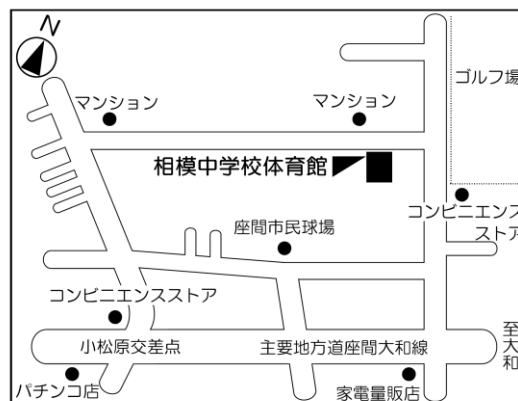 N
ゴルフ場
マンション
マンション
相模中学校体育館
コンビニエンス
ストア
座間市民球場
コンビニエンスストア
小松原交差点
主要地方道座間大和線
至大和
パチンコ店
家電量販店